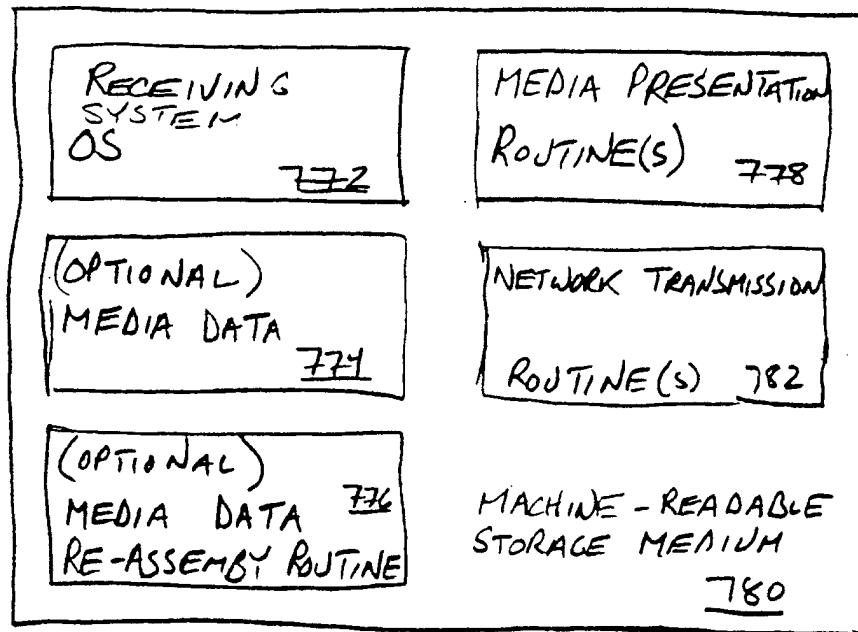 RECEIVING
SYSTEM
OS
772
(OPTIONAL)
MEDIA DATA
774
(OPTIONAL)
776
MEDIA DATA
RE-ASSEMBY ROUTINE
MEDIA PRESENTATION
ROUTINE(S) 778
NETWORK TRANSMISSION
ROUTINE(S) 782
MACHINE-READABLE
STORAGE MEDIUM
780